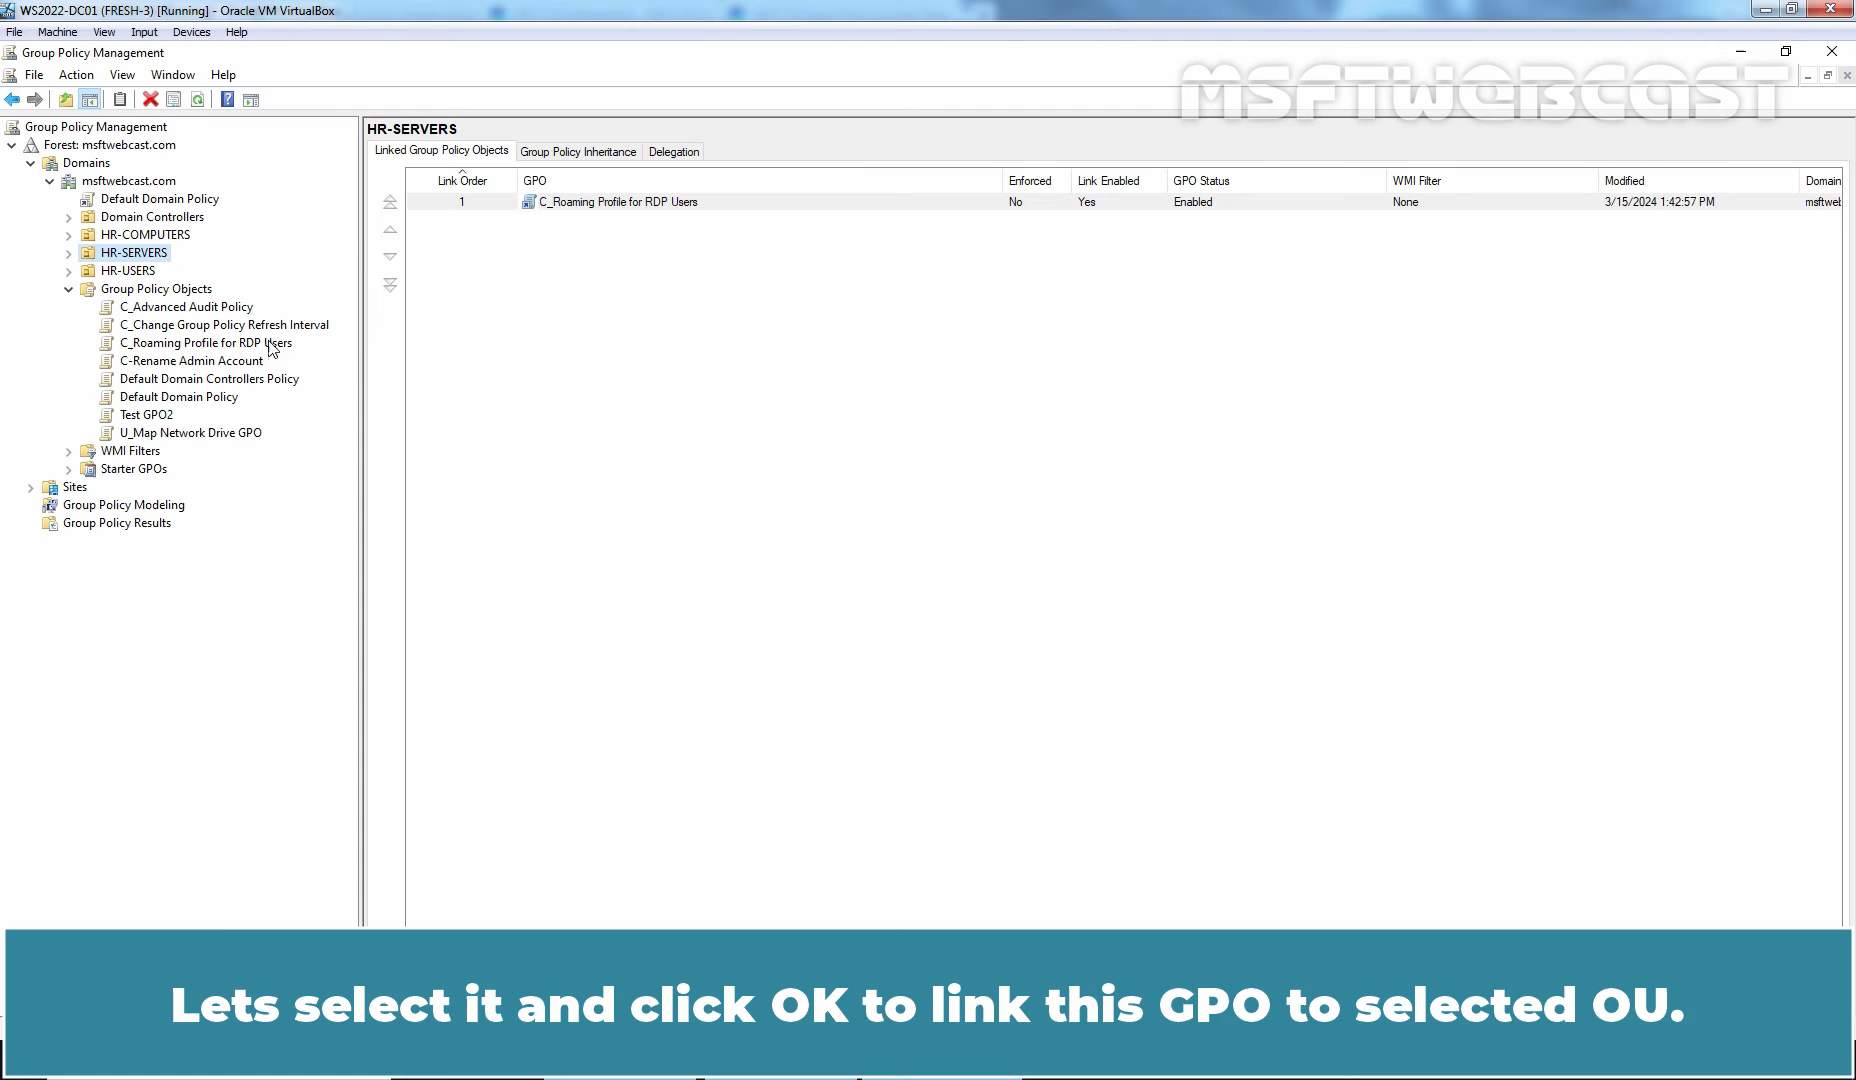 WS2022-DC01 (FRESH-3) [Running] - Oracle VM VirtualBox
File Machine View Input Devices Help
Group Policy Management
File Action View Window Help
MSFTWEBCAST
Group Policy Management
Forest: msftwebcast.com
Domains
msftwebcast.com
Default Domain Policy
Domain Controllers
HR-COMPUTERS
HR-SERVERS
HR-USERS
Group Policy Objects
C_Advanced Audit Policy
C_Change Group Policy Refresh Interval
C_Roaming Profile for RDP Users
C-Rename Admin Account
Default Domain Controllers Policy
Default Domain Policy
Test GPO2
U_Map Network Drive GPO
WMI Filters
Starter GPOs
Sites
Group Policy Modeling
Group Policy Results
HR-SERVERS
Linked Group Policy Objects Group Policy Inheritance Delegation
Link Order GPO Enforced Link Enabled GPO Status WMI Filter Modified Domain
1 C_Roaming Profile for RDP Users No Yes Enabled None 3/15/2024 1:42:57 PM msftweb
Lets select it and click OK to link this GPO to selected OU.